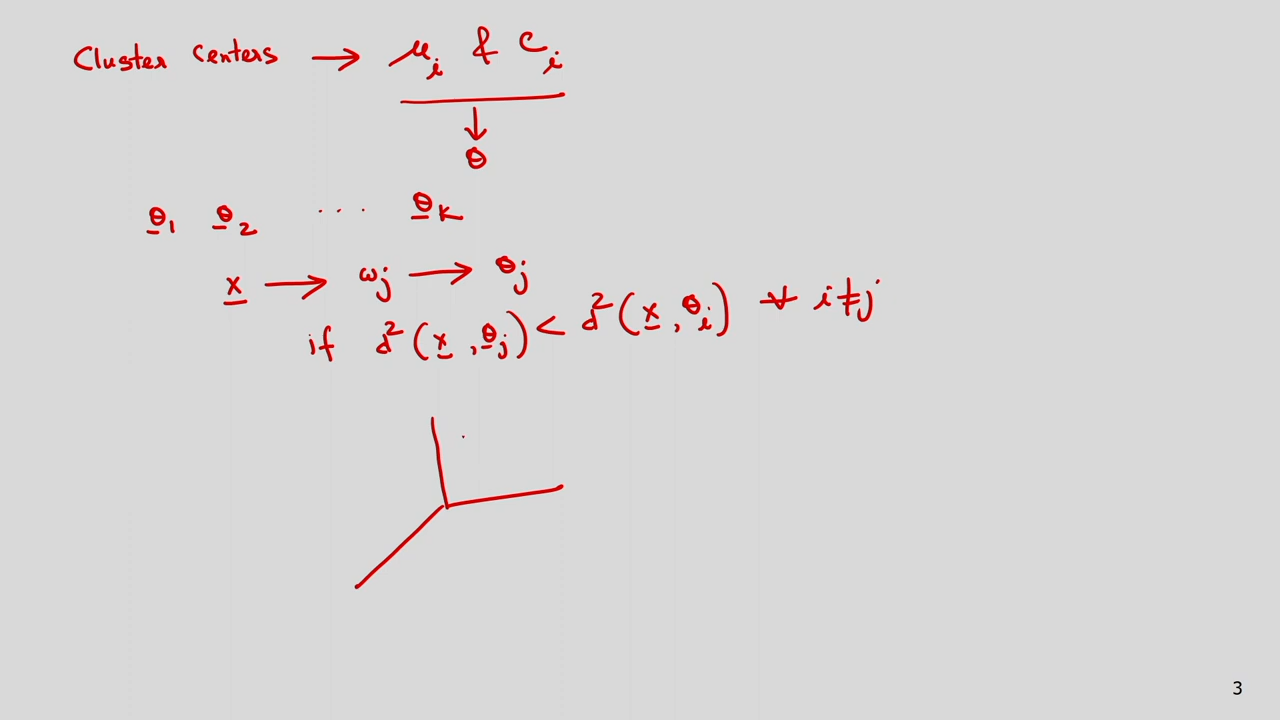 Cluster Centers → μi & Ci
↓
θ
θ1 θ2 ... θK
x → ωj → θj
if d²(x, θj) < d²(x, θi) ∀ i≠j
3